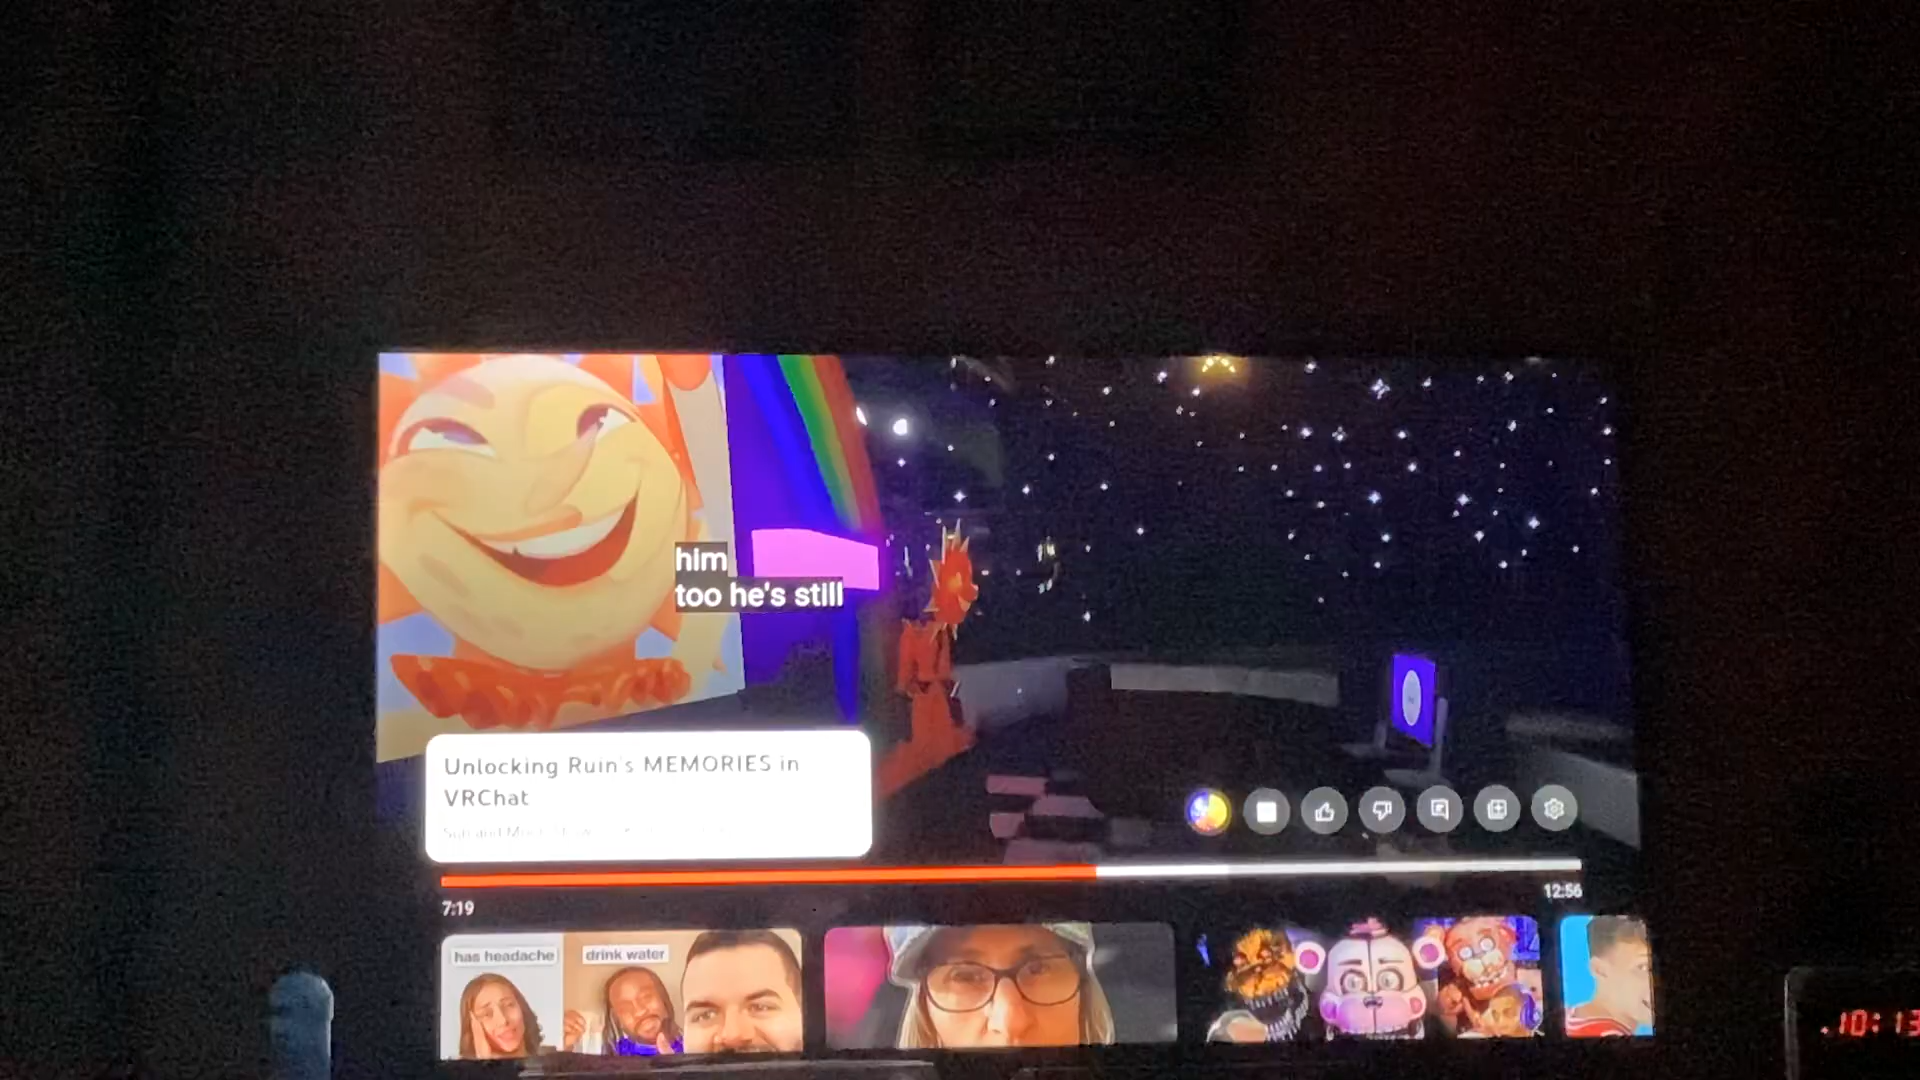 him
too he's still
Unlocking Ruin's MEMORIES in
VRChat
7:19
12:56
has headache
drink water
10:13